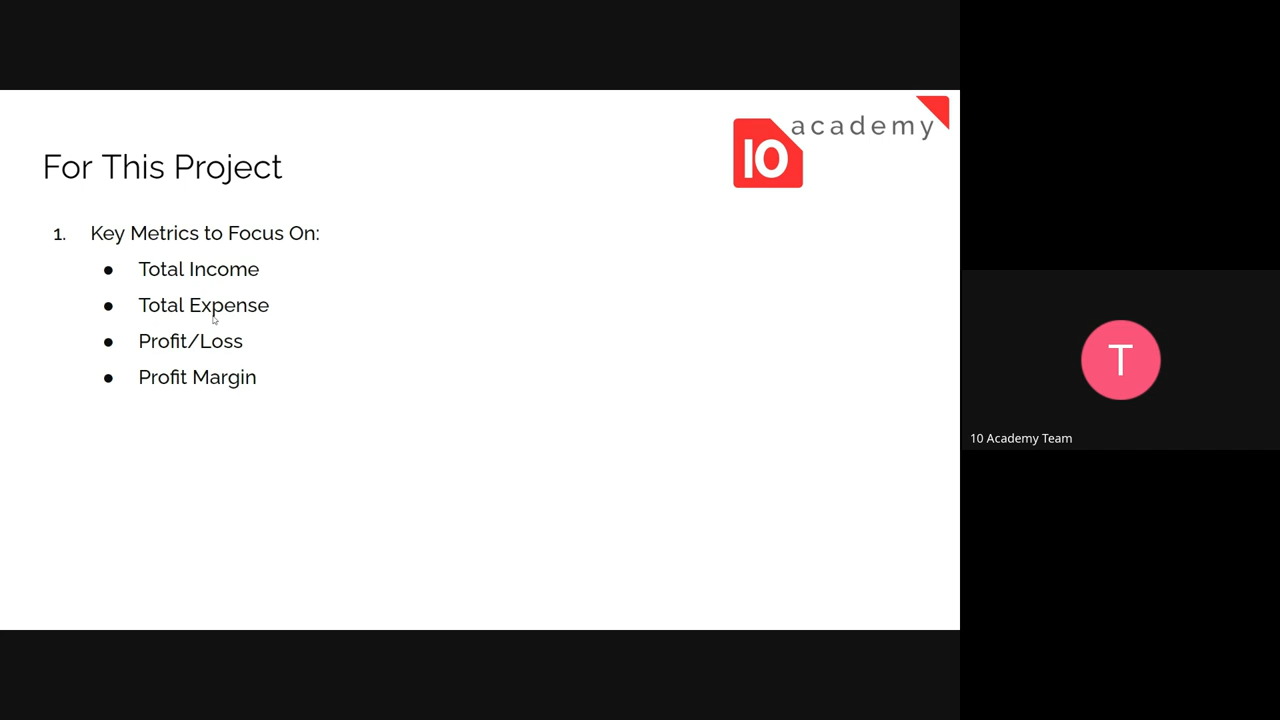 10 academy
For This Project
1. Key Metrics to Focus On:
● Total Income
● Total Expense
● Profit/Loss
● Profit Margin
T
10 Academy Team